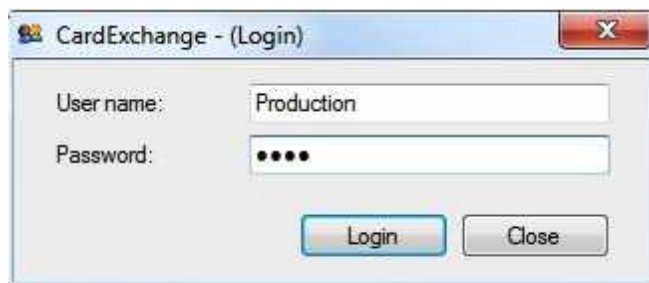 CardExchange - (Login)
User name: Production
Password: ●●●●
Login Close